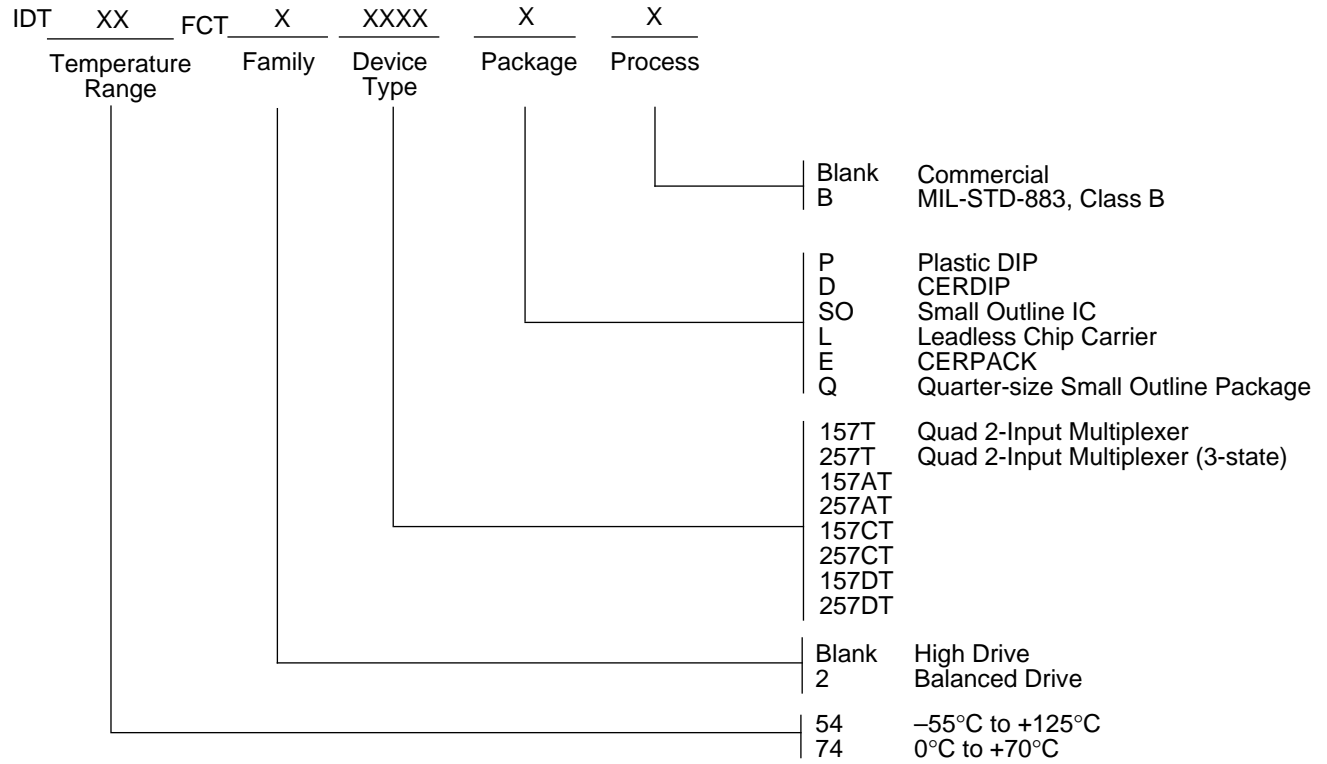 IDT XX FCT X XXXX X X
Temperature Range Family Device Type Package Process
Blank Commercial
B MIL-STD-883, Class B
P Plastic DIP
D CERDIP
SO Small Outline IC
L Leadless Chip Carrier
E CERPACK
Q Quarter-size Small Outline Package
157T Quad 2-Input Multiplexer
257T Quad 2-Input Multiplexer (3-state)
157AT
257AT
157CT
257CT
157DT
257DT
Blank High Drive
2 Balanced Drive
54 –55°C to +125°C
74 0°C to +70°C